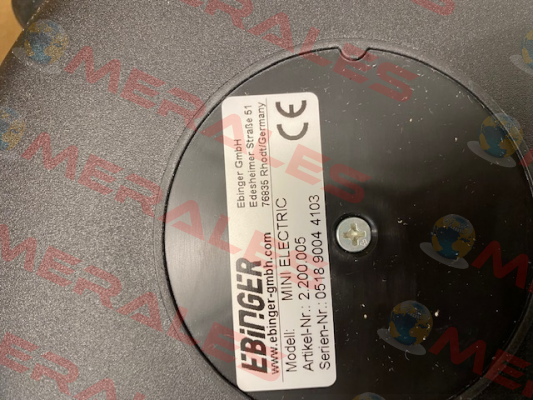 EBINGER
www.ebinger-gmbh.com
Ebinger GmbH
Edesheimer Straße 51
76835 Rhodt/Germany
CE
Modell: MINI ELECTRIC
Artikel-Nr.: 2.200.005
Serien-Nr.: 0518 9004 4103
MERALES